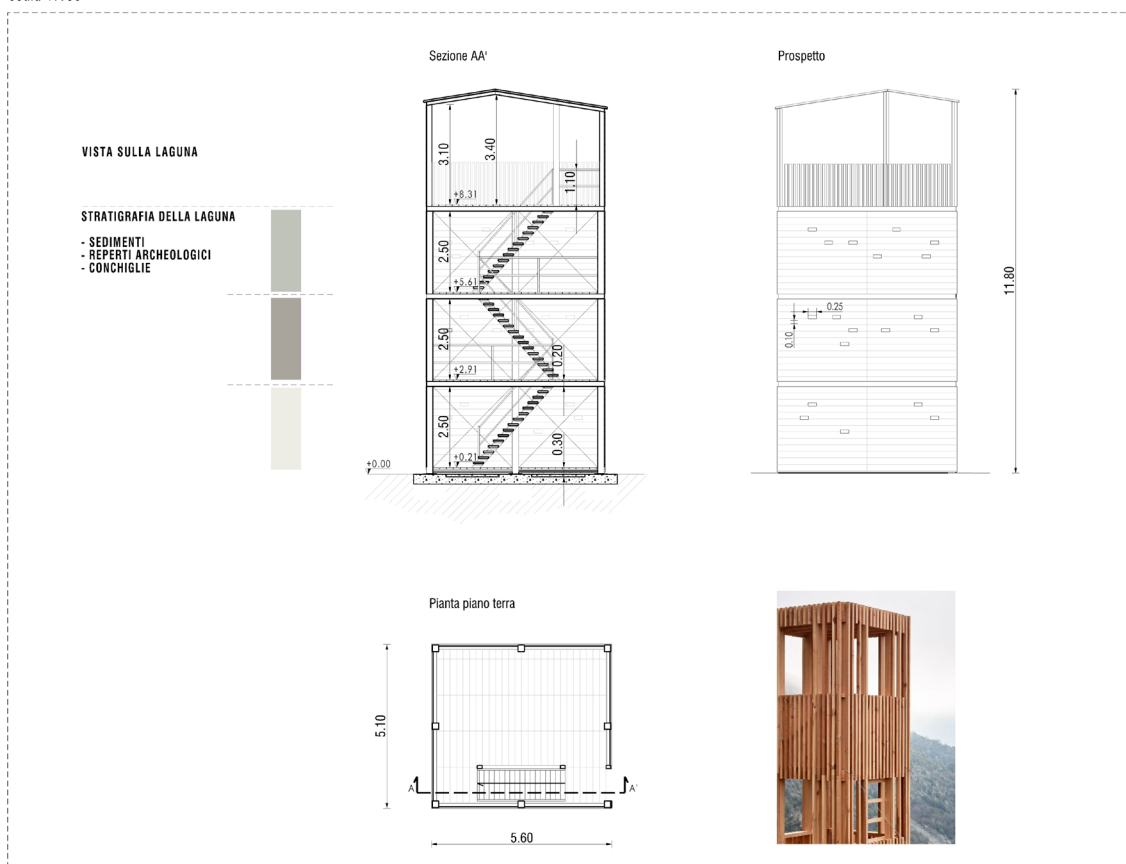 Sezione AA'
Prospetto
VISTA SULLA LAGUNA
STRATIGRAFIA DELLA LAGUNA
- SEDIMENTI
- REPERTI ARCHEOLOGICI
- CONCHIGLIE
3.10
3.40
1.10
+8.31
2.50
+5.61
2.50
0.20
+2.91
2.50
0.30
+0.21
+0.00
0.25
0.10
11.80
Pianta piano terra
5.10
A
A'
5.60